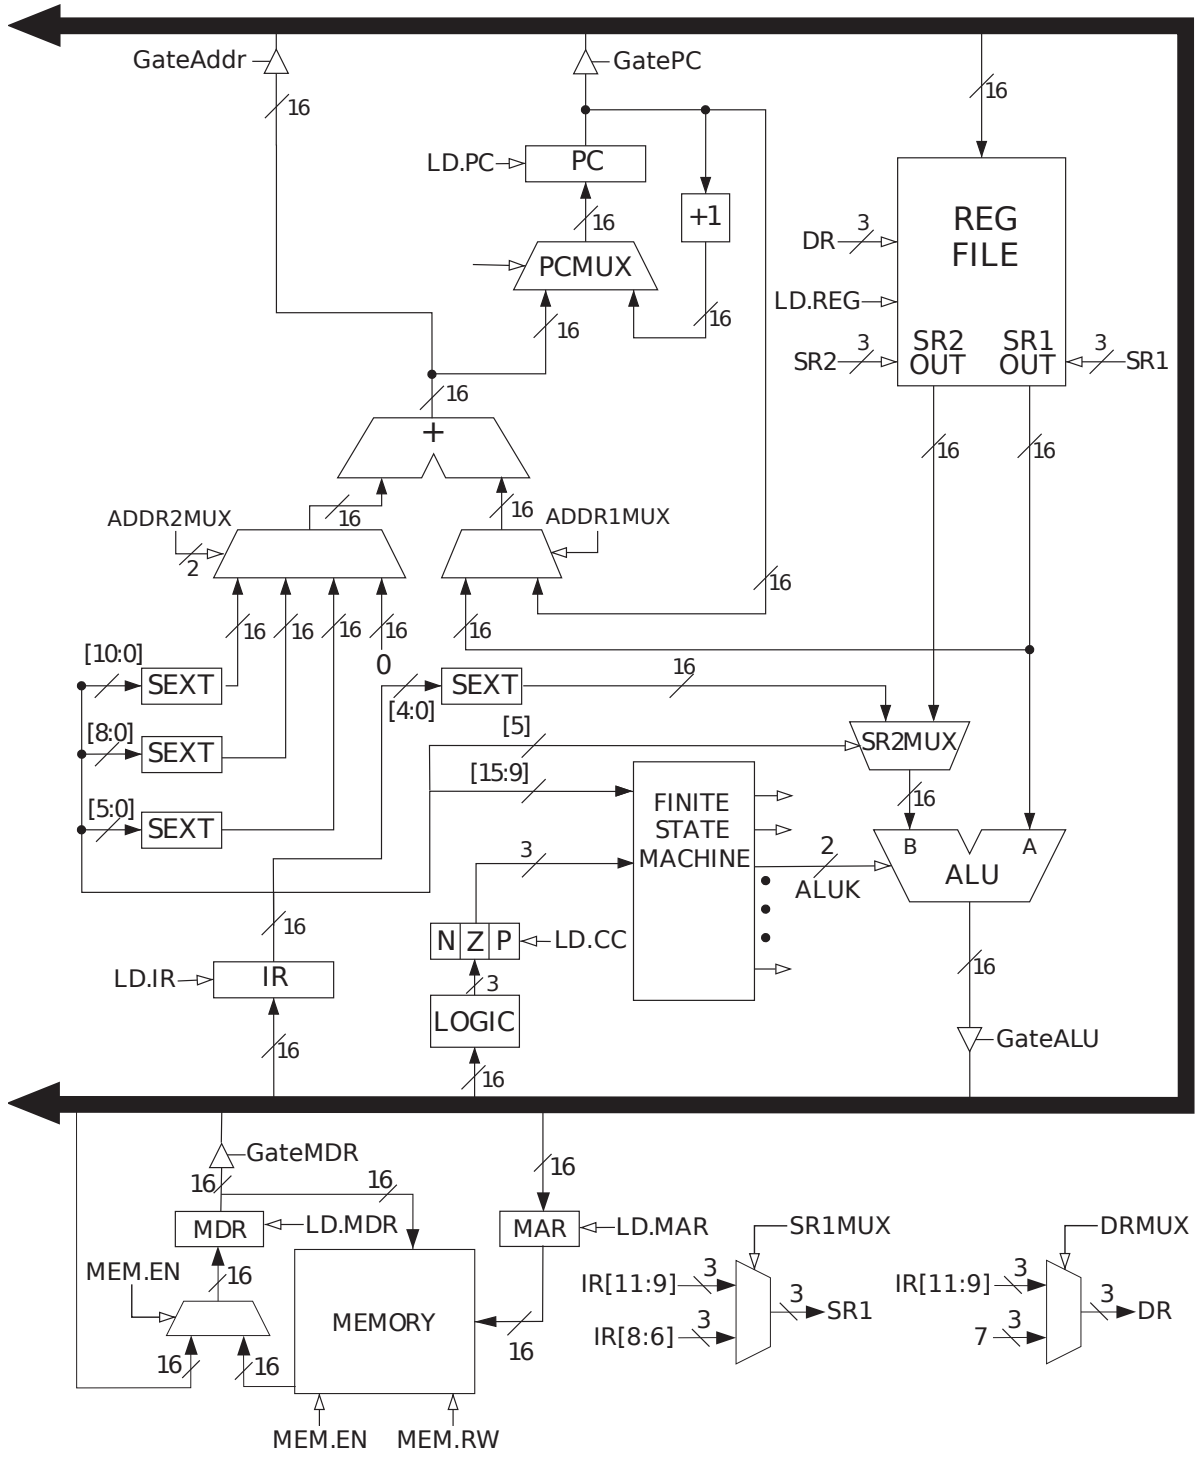 GateAddr
GatePC
16
16
LD.PC
PC
+1
16
PCMUX
16
16
REG
FILE
DR
3
LD.REG
SR2
3
SR2
OUT
SR1
OUT
3
SR1
16
+
16
16
ADDR2MUX
2
16
16
ADDR1MUX
16
16
16
16
16
0
16
[10:0]
SEXT
[8:0]
SEXT
[5:0]
SEXT
[4:0]
SEXT
16
[5]
SR2MUX
[15:9]
FINITE
STATE
MACHINE
16
B
A
ALU
2
ALUK
3
N
Z
P
LD.CC
3
LOGIC
16
16
LD.IR
IR
16
16
GateALU
GateMDR
16
16
MDR
LD.MDR
16
MAR
LD.MAR
MEM.EN
16
16
16
MEMORY
16
MEM.EN
MEM.RW
SR1MUX
IR[11:9]
3
IR[8:6]
3
3
SR1
DRMUX
IR[11:9]
3
7
3
3
DR